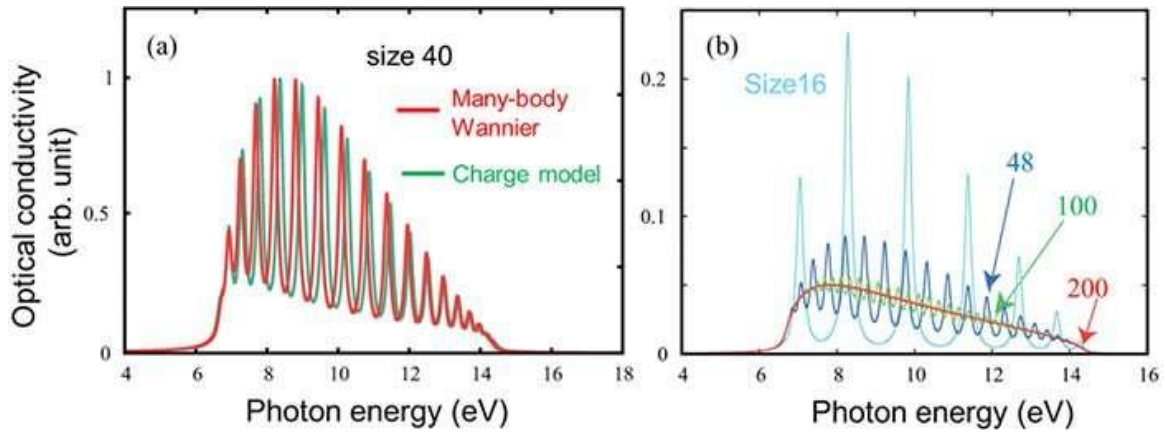 (a)
size 40
Many-body
Wannier
Charge model
Optical conductivity
(arb. unit)
1
0.5
0
4 6 8 10 12 14 16 18
Photon energy (eV)
(b)
Size16
48
100
200
0.2
0.1
0
4 6 8 10 12 14 16
Photon energy (eV)